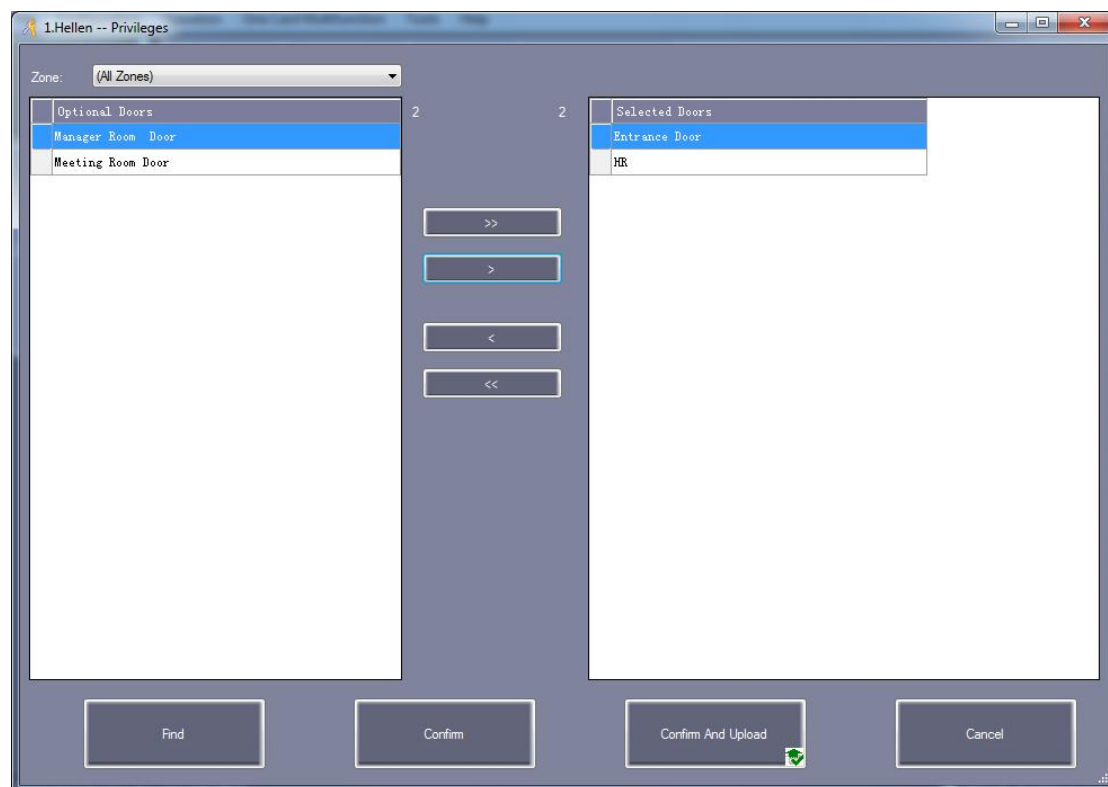 1.Hellen -- Privileges
Zone: (All Zones)
Optional Doors
Manager Room  Door
Meeting Room Door
2
2
Selected Doors
Entrance Door
HR
>>
>
<
<<
Find
Confirm
Confirm And Upload
Cancel